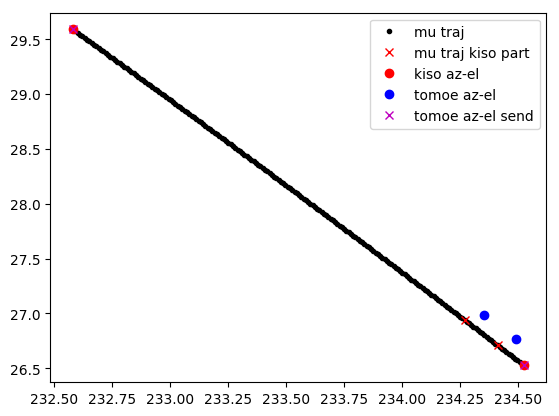 mu traj
mu traj kiso part
kiso az-el
tomoe az-el
tomoe az-el send
29.5
29.0
28.5
28.0
27.5
27.0
26.5
232.50 232.75 233.00 233.25 233.50 233.75 234.00 234.25 234.50